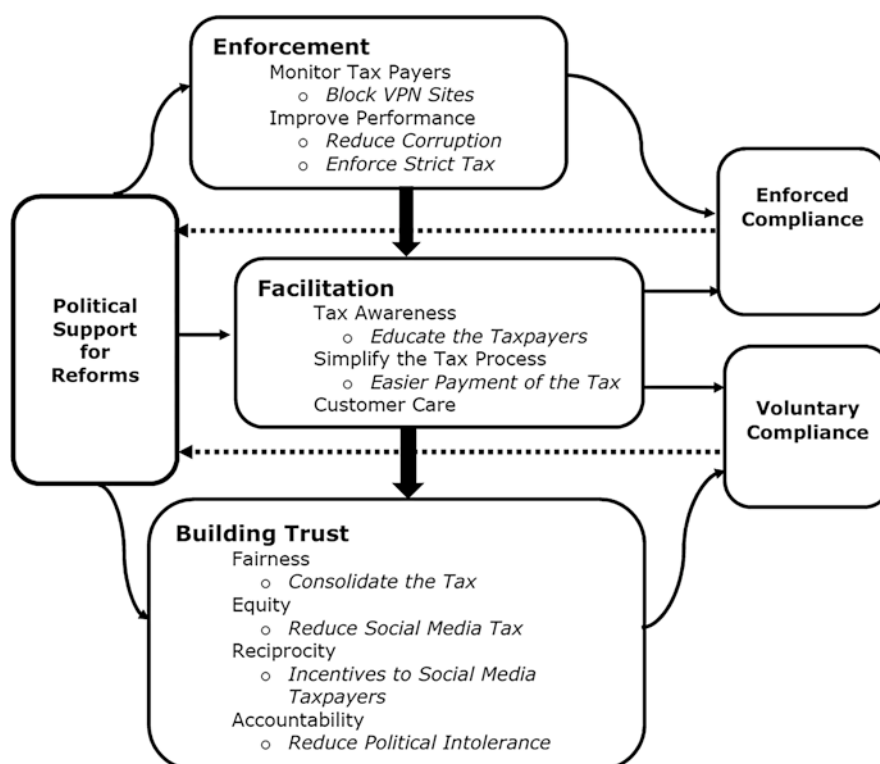 Enforcement
Monitor Tax Payers
o Block VPN Sites
Improve Performance
o Reduce Corruption
o Enforce Strict Tax
Enforced
Compliance
Political
Support
for
Reforms
Facilitation
Tax Awareness
o Educate the Taxpayers
Simplify the Tax Process
o Easier Payment of the Tax
Customer Care
Voluntary
Compliance
Building Trust
Fairness
o Consolidate the Tax
Equity
o Reduce Social Media Tax
Reciprocity
o Incentives to Social Media
Taxpayers
Accountability
o Reduce Political Intolerance